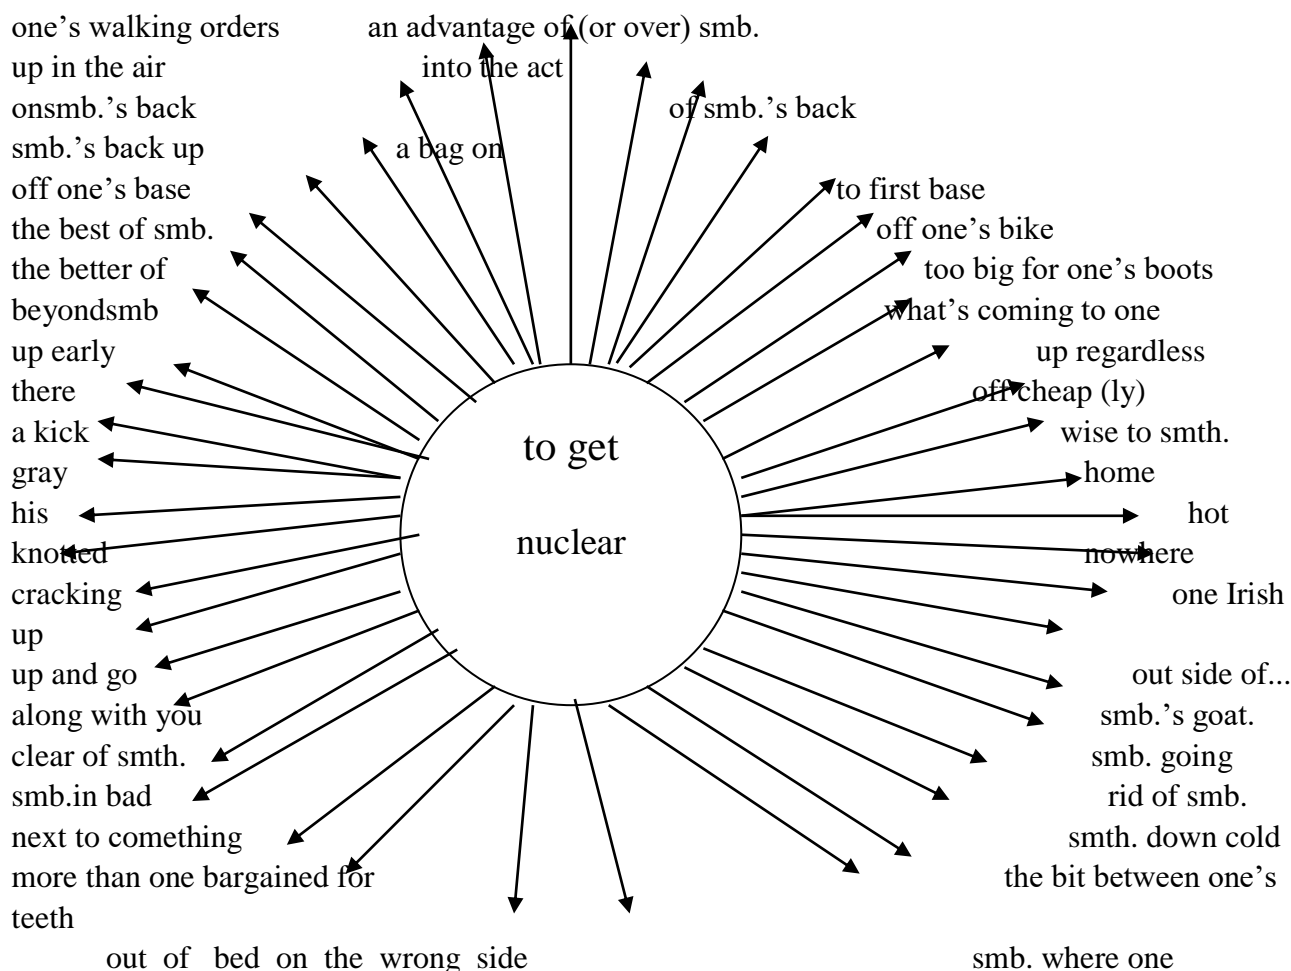 one's walking orders an advantage of (or over) smb.
up in the air into the act
onsmb.'s back of smb.'s back
smb.'s back up a bag on
off one's base to first base
the best of smb. off one's bike
the better of too big for one's boots
beyondsmb what's coming to one
up early up regardless
there off cheap (ly)
a kick wise to smth.
gray home
his hot
knotted nowhere
cracking one Irish
up
up and go out side of...
along with you smb.'s goat.
clear of smth. smb. going
smb.in bad rid of smb.
next to comething smth. down cold
more than one bargained for the bit between one's
teeth
out of bed on the wrong side smb. where one
to get
nuclear